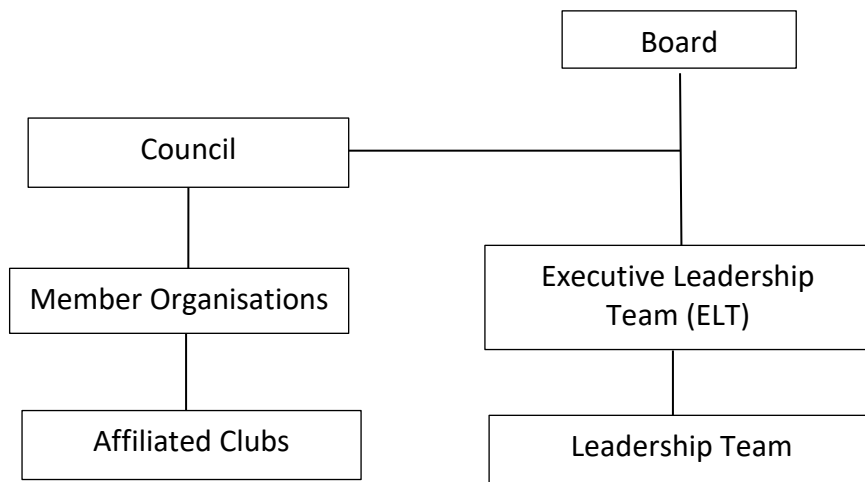 Board
Council
Executive Leadership
Team (ELT)
Member Organisations
Affiliated Clubs
Leadership Team